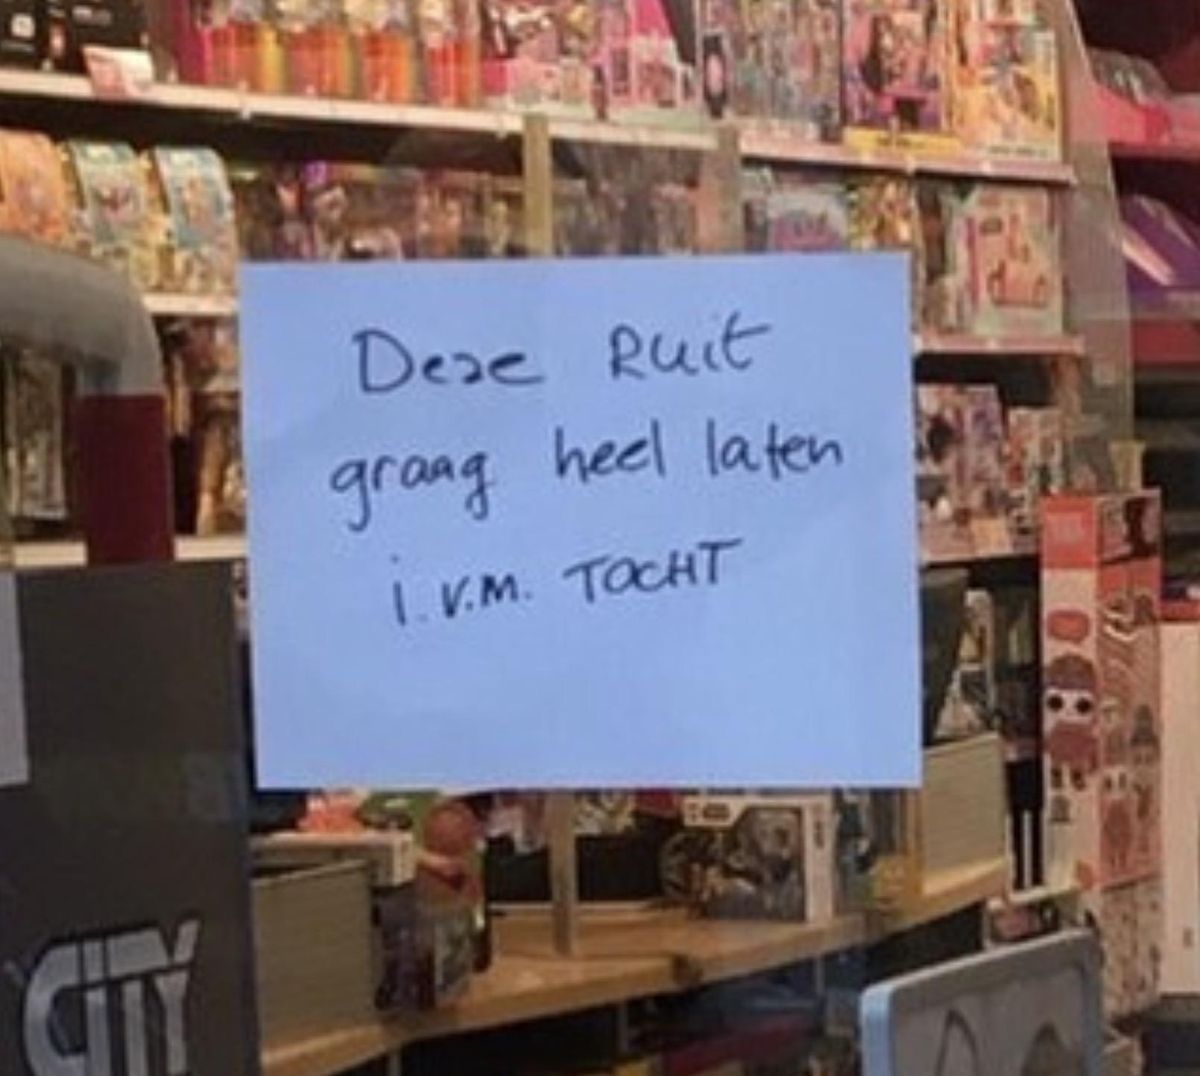 Deze Ruit
graag heel laten
i.v.m. TOCHT
CITY